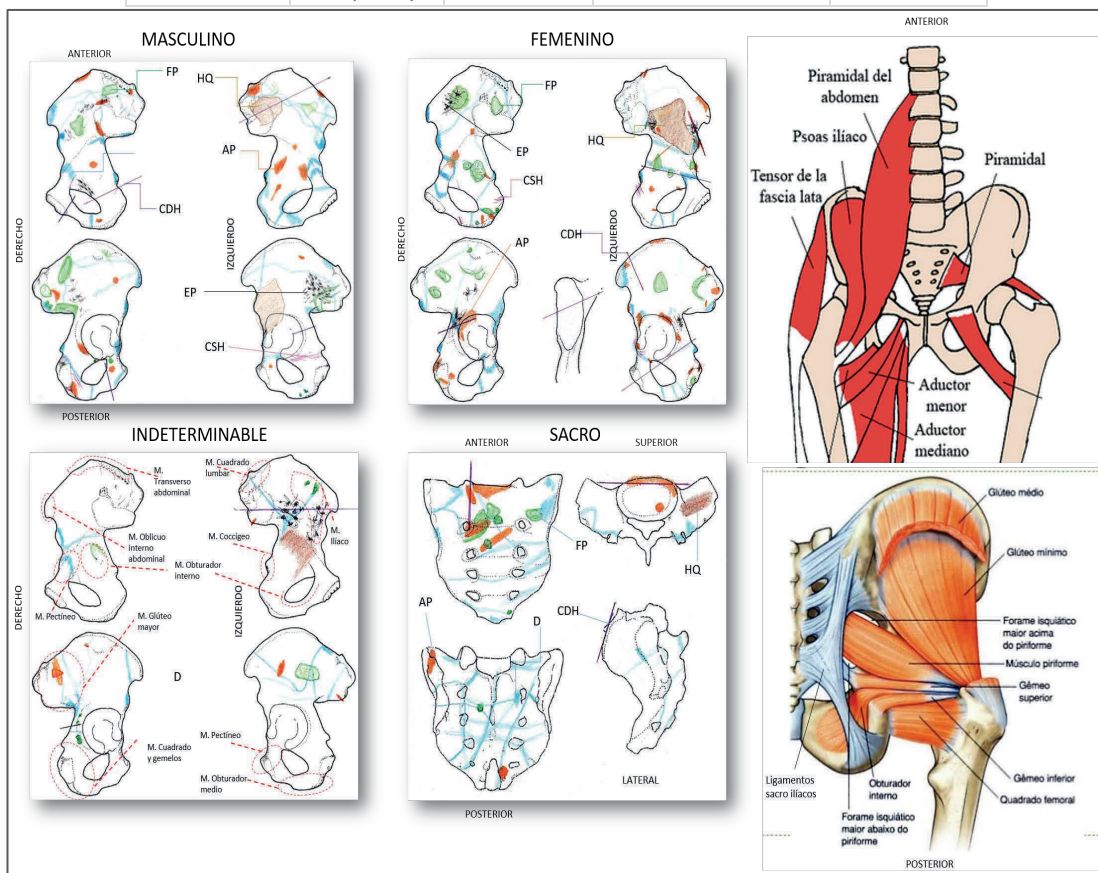 MASCULINO
ANTERIOR
FP
HQ
AP
CDH
DERECHO
IZQUIERDO
EP
CSH
POSTERIOR
FEMENINO
FP
HQ
EP
CSH
DERECHO
IZQUIERDO
CDH
AP
INDETERMINABLE
M.
Transverso
abdominal
M. Cuadrado
lumbar
M. Oblicuo
interno
abdominal
M. Coccígeo
M.
Ilíaco
M. Obturador
interno
M. Pectíneo
M. Glúteo
mayor
DERECHO
IZQUIERDO
D
M. Pectíneo
M. Cuadrado
y gemelos
M. Obturador
medio
SACRO
ANTERIOR
SUPERIOR
FP
HQ
AP
D
CDH
LATERAL
POSTERIOR
ANTERIOR
Piramidal del
abdomen
Psoas ilíaco
Piramidal
Tensor de la
fascia lata
Aductor
menor
Aductor
mediano
Glúteo médio
Glúteo mínimo
Forame isquiático
maior acima
do piriforme
Músculo piriforme
Gêmeo
superior
Gêmeo inferior
Quadrado femoral
Ligamentos
sacro ilíacos
Obturador
interno
Forame isquiático
maior abaixo do
piriforme
POSTERIOR